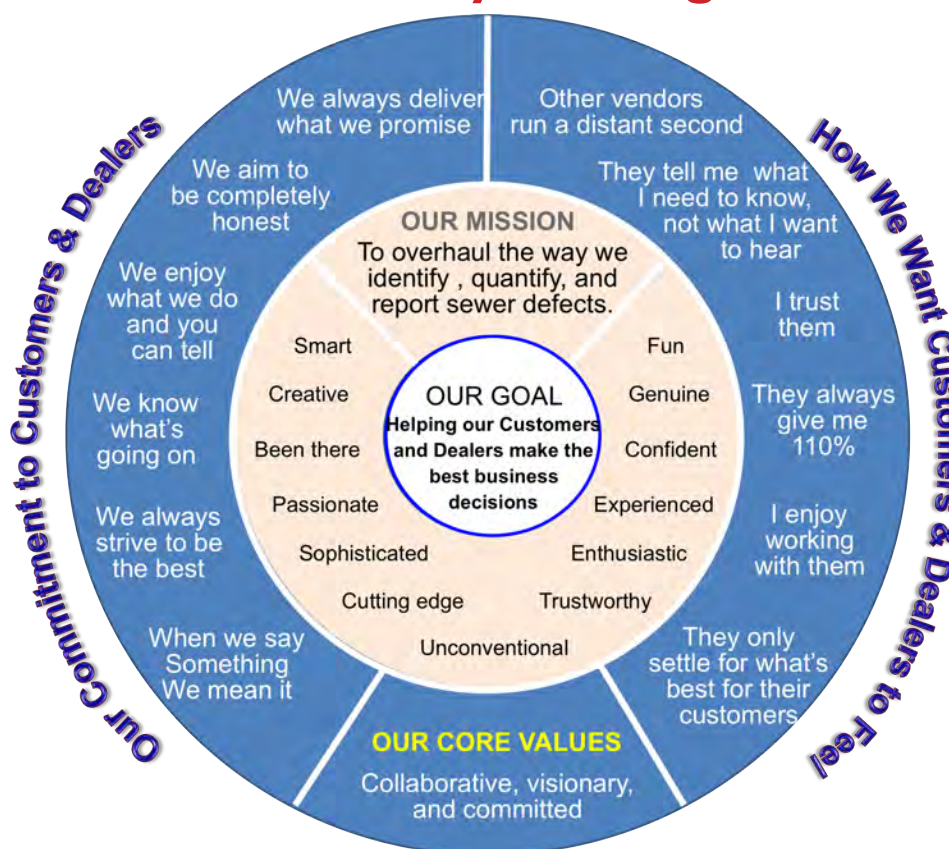 Our Commitment to Customers & Dealers
We always deliver
what we promise
We aim to
be completely
honest
We enjoy
what we do
and you
can tell
We know
what's
going on
We always
strive to be
the best
When we say
Something
We mean it
How We Want Customers & Dealers to Feel
Other vendors
run a distant second
They tell me what
I need to know,
not what I want
to hear
I trust
them
They always
give me
110%
I enjoy
working
with them
They only
settle for what's
best for their
customers
OUR MISSION
To overhaul the way we
identify , quantify, and
report sewer defects.
Smart
Creative
Been there
Passionate
Sophisticated
Cutting edge
Unconventional
Fun
Genuine
Confident
Experienced
Enthusiastic
Trustworthy
OUR GOAL
Helping our Customers
and Dealers make the
best business
decisions
OUR CORE VALUES
Collaborative, visionary,
and committed